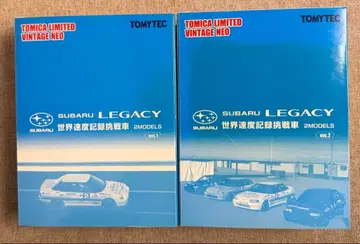 TOMICA LIMITED
VINTAGE NEO
TOMYTEC
SUBARU
SUBARU LEGACY
世界速度記録挑戦車 2MODELS
vol.1
TOMICA LIMITED
VINTAGE NEO
TOMYTEC
SUBARU
SUBARU LEGACY
世界速度記録挑戦車 2MODELS
vol.2